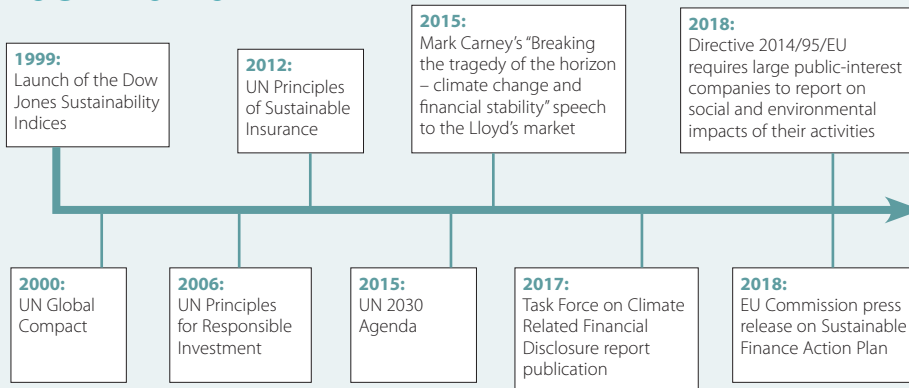 1999:
Launch of the Dow
Jones Sustainability
Indices
2012:
UN Principles
of Sustainable
Insurance
2015:
Mark Carney’s “Breaking
the tragedy of the horizon
– climate change and
financial stability” speech
to the Lloyd’s market
2018:
Directive 2014/95/EU
requires large public-interest
companies to report on
social and environmental
impacts of their activities
2000:
UN Global
Compact
2006:
UN Principles
for Responsible
Investment
2015:
UN 2030
Agenda
2017:
Task Force on Climate
Related Financial
Disclosure report
publication
2018:
EU Commission press
release on Sustainable
Finance Action Plan